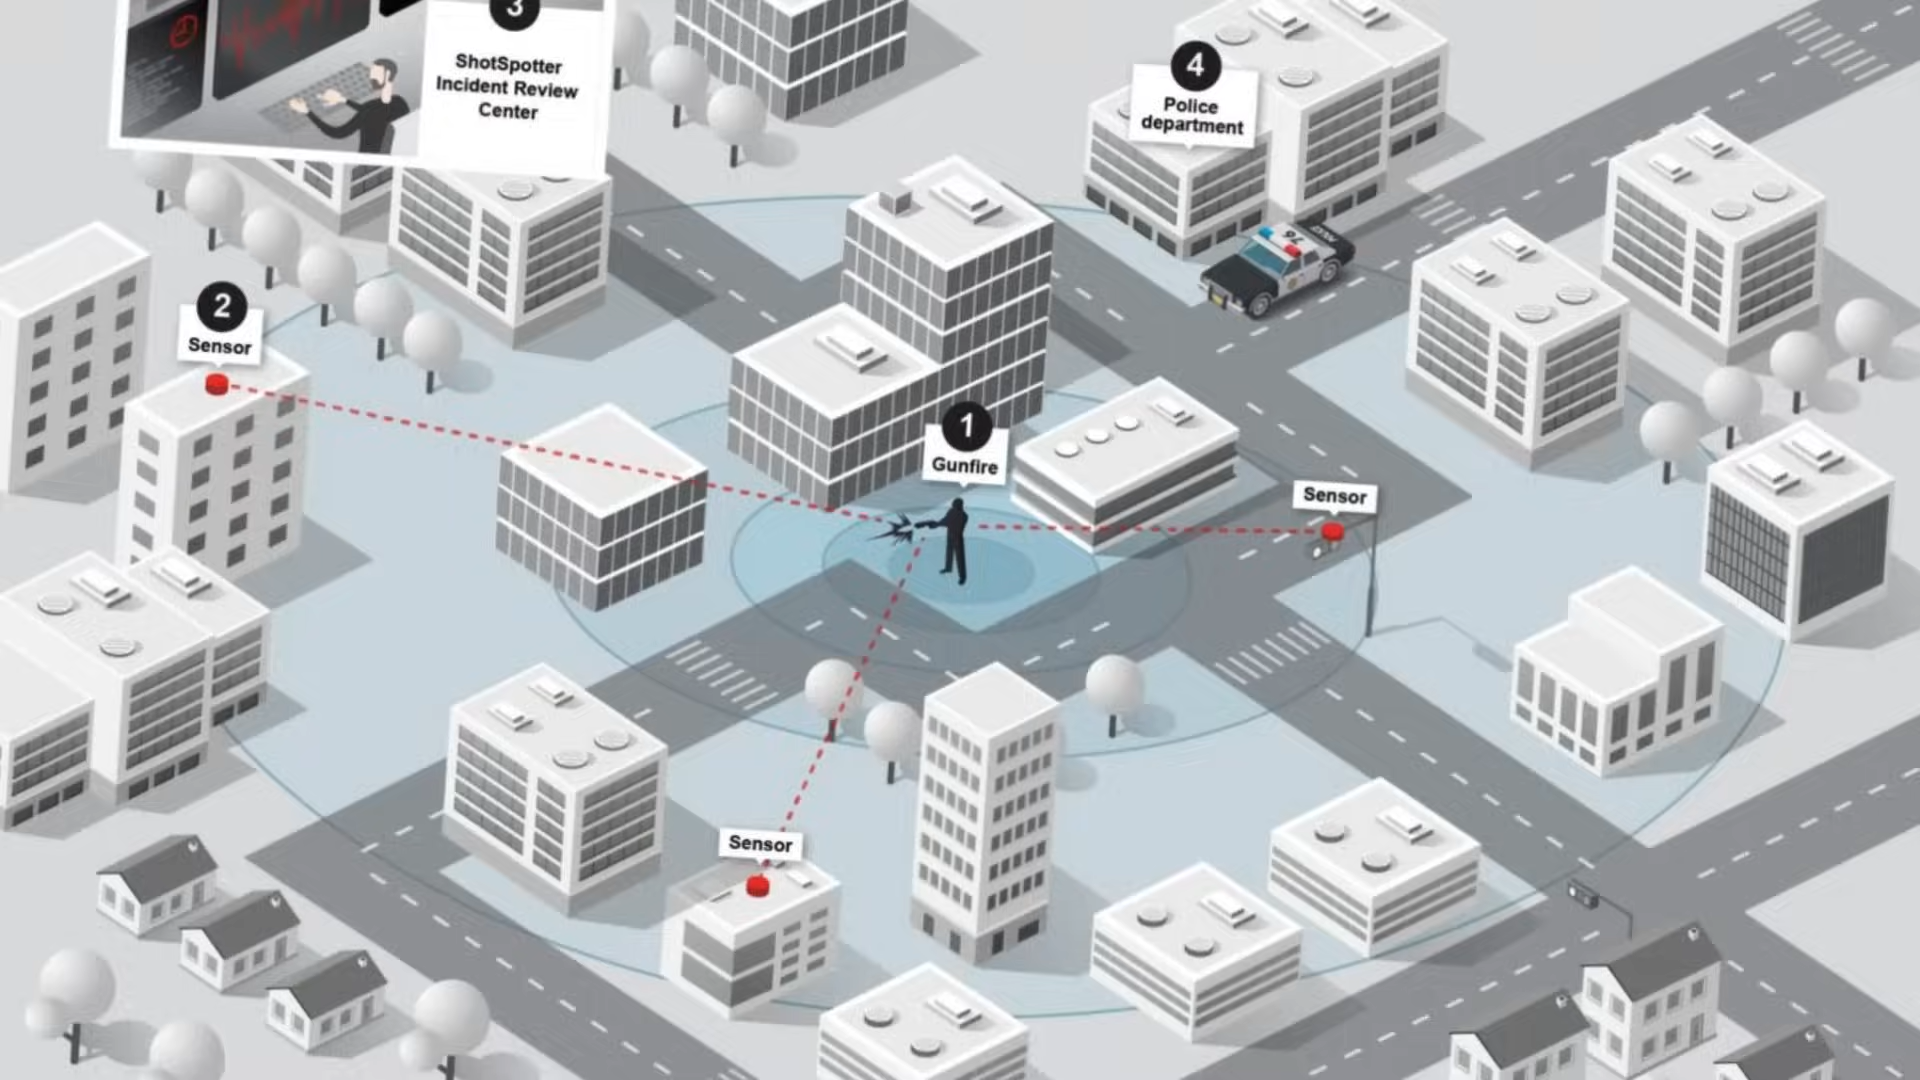 3
ShotSpotter
Incident Review
Center
4
Police
department
2
Sensor
1
Gunfire
Sensor
Sensor